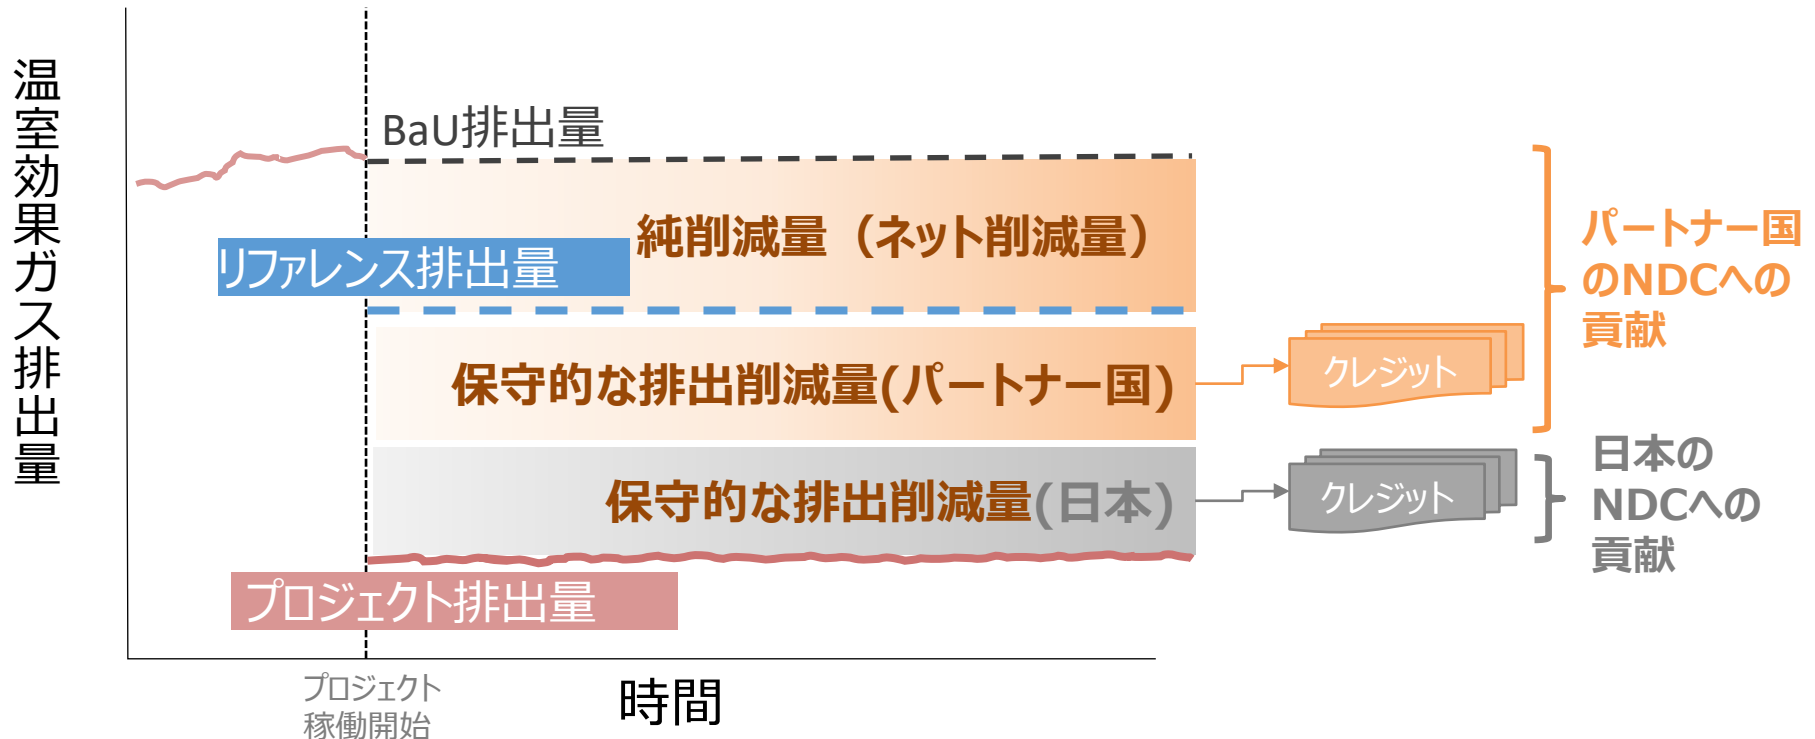 温室効果ガス排出量
BaU排出量
純削減量（ネット削減量）
リファレンス排出量
保守的な排出削減量(パートナー国)
クレジット
パートナー国
のNDCへの
貢献
保守的な排出削減量(日本)
クレジット
日本の
NDCへの
貢献
プロジェクト排出量
プロジェクト
稼働開始
時間